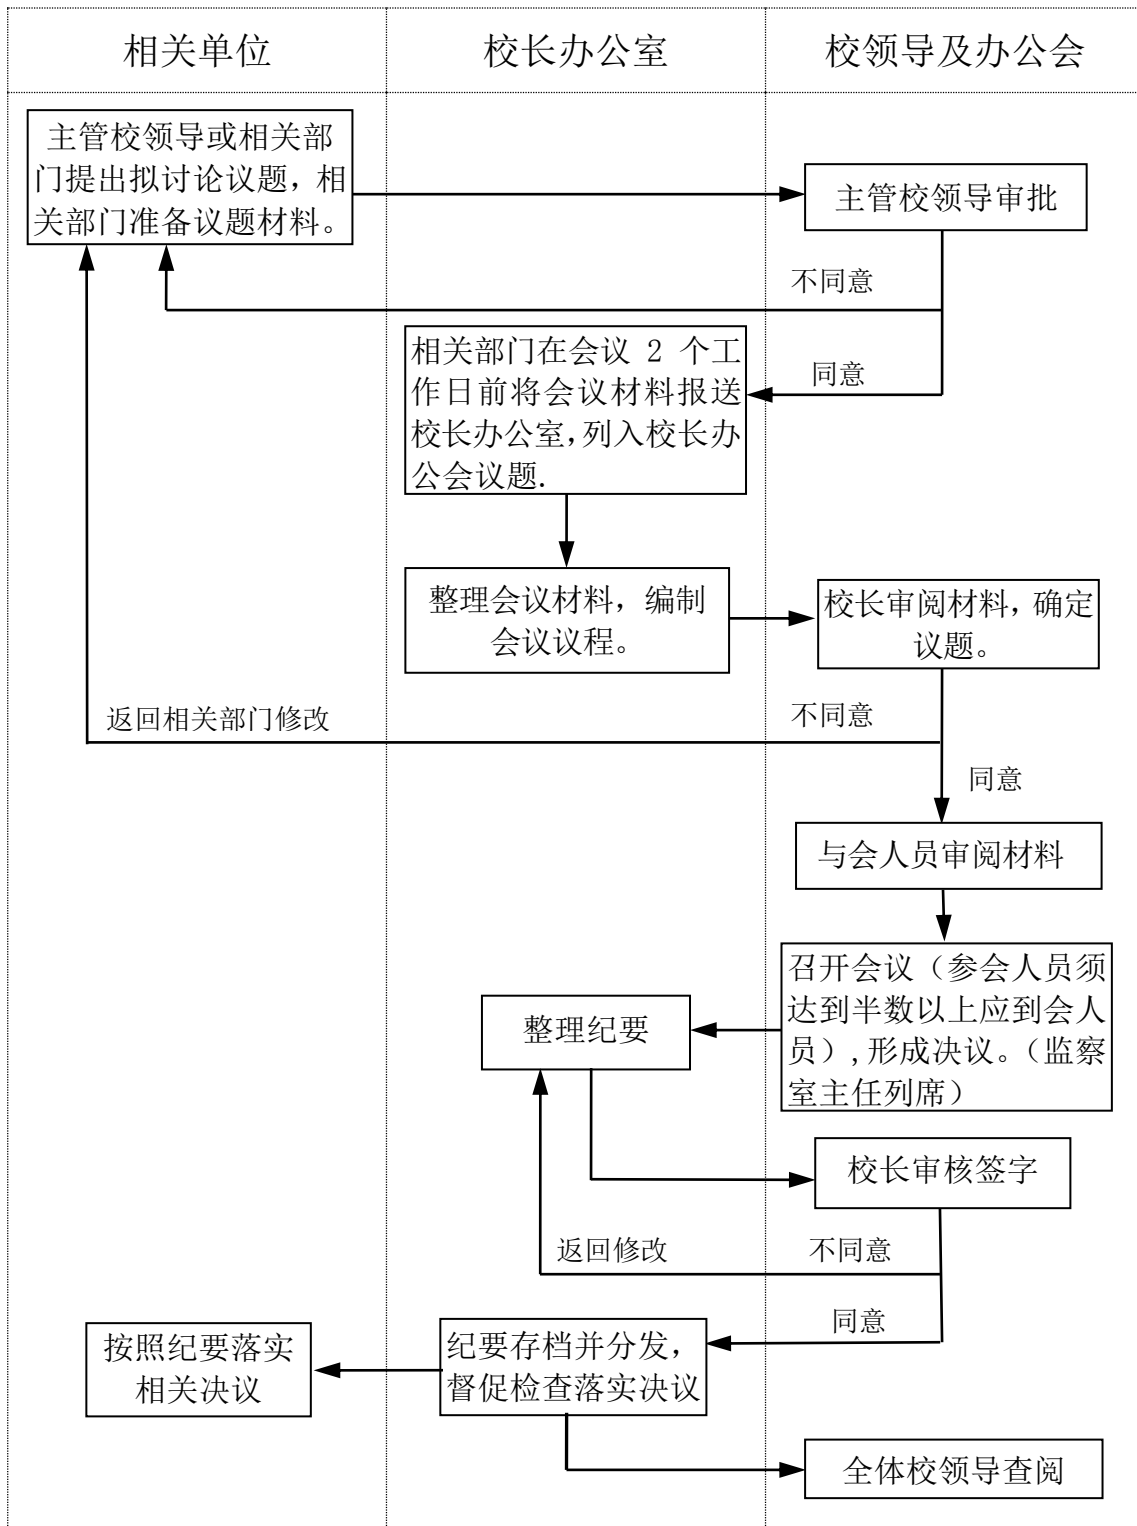 相关单位
校长办公室
校领导及办公会
主管校领导或相关部
门提出拟讨论议题，相
关部门准备议题材料。
主管校领导审批
不同意
相关部门在会议 2 个工
作日前将会议材料报送
校长办公室,列入校长办
公会议题.
同意
整理会议材料，编制
会议议程。
校长审阅材料，确定
议题。
返回相关部门修改
不同意
同意
与会人员审阅材料
召开会议（参会人员须
达到半数以上应到会人
员）,形成决议。（监察
室主任列席）
整理纪要
校长审核签字
返回修改
不同意
同意
按照纪要落实
相关决议
纪要存档并分发，
督促检查落实决议
全体校领导查阅